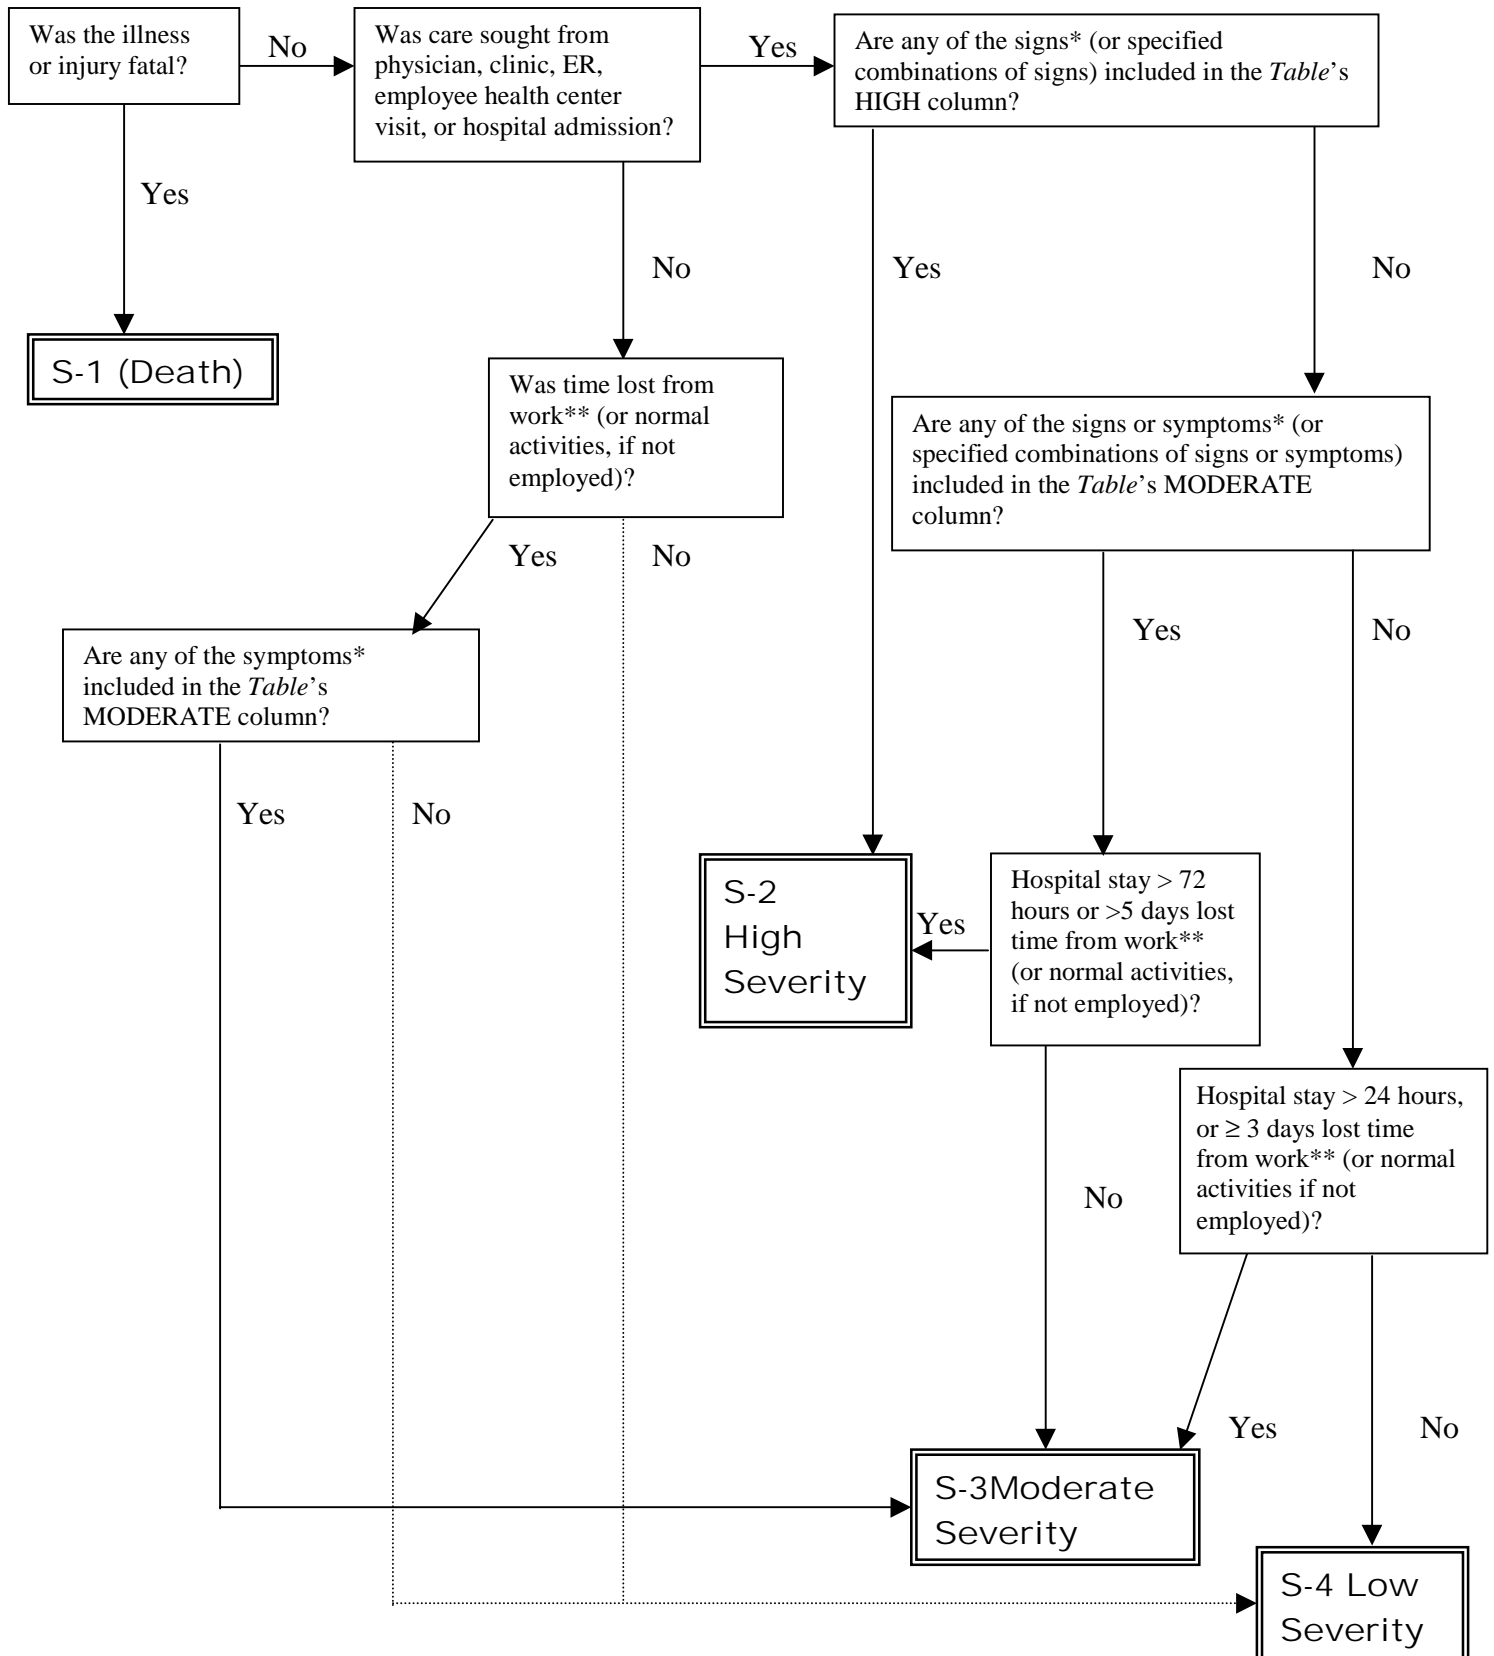 Was the illness
or injury fatal?
No
Was care sought from
physician, clinic, ER,
employee health center
visit, or hospital admission?
Yes
Are any of the signs* (or specified
combinations of signs) included in the Table's
HIGH column?
Yes
No
Yes
No
S-1 (Death)
Was time lost from
work** (or normal
activities, if not
employed)?
Are any of the signs or symptoms* (or
specified combinations of signs or symptoms)
included in the Table's MODERATE
column?
Yes
No
Yes
No
Are any of the symptoms*
included in the Table's
MODERATE column?
Yes
No
S-2
High
Severity
Yes
Hospital stay > 72
hours or >5 days lost
time from work**
(or normal activities,
if not employed)?
Hospital stay > 24 hours,
or ≥ 3 days lost time
from work** (or normal
activities if not
employed)?
No
Yes
No
S-3Moderate
Severity
S-4 Low
Severity